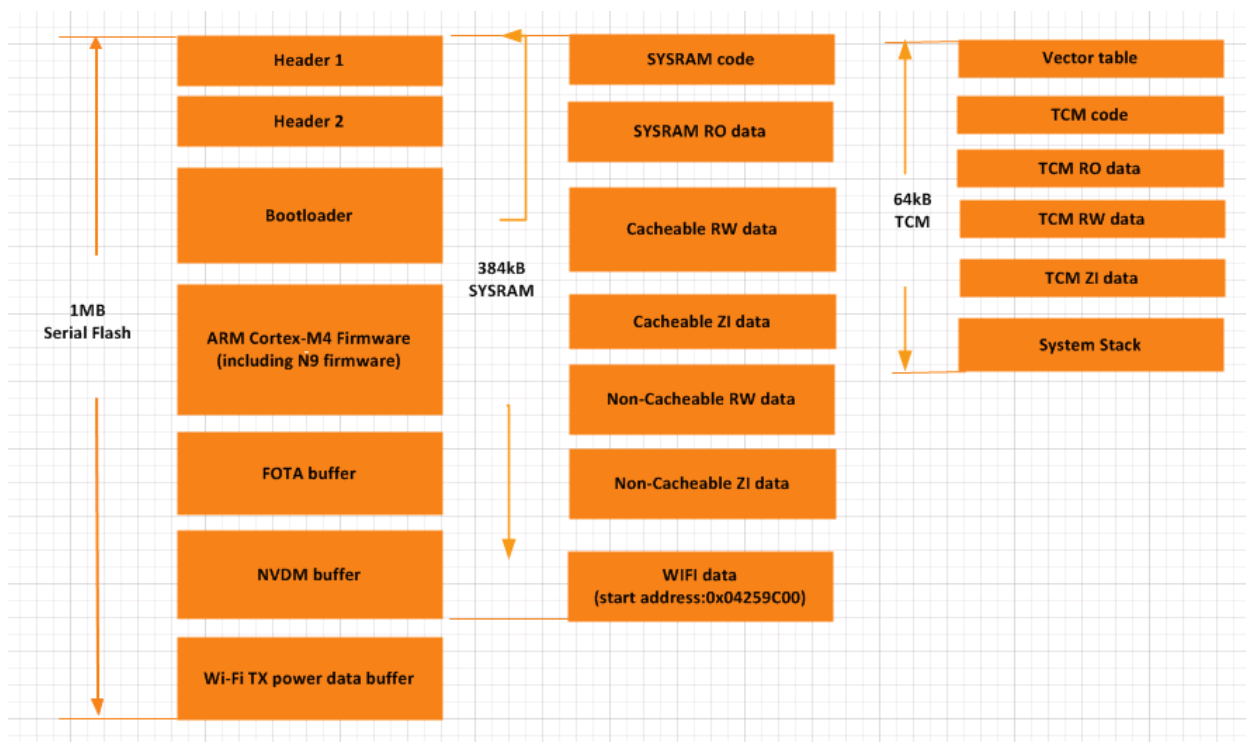 1MB
Serial Flash
Header 1
Header 2
Bootloader
ARM Cortex-M4 Firmware
(including N9 firmware)
FOTA buffer
NVDM buffer
Wi-Fi TX power data buffer
384kB
SYSRAM
SYSRAM code
SYSRAM RO data
Cacheable RW data
Cacheable ZI data
Non-Cacheable RW data
Non-Cacheable ZI data
WIFI data
(start address:0x04259C00)
64kB
TCM
Vector table
TCM code
TCM RO data
TCM RW data
TCM ZI data
System Stack